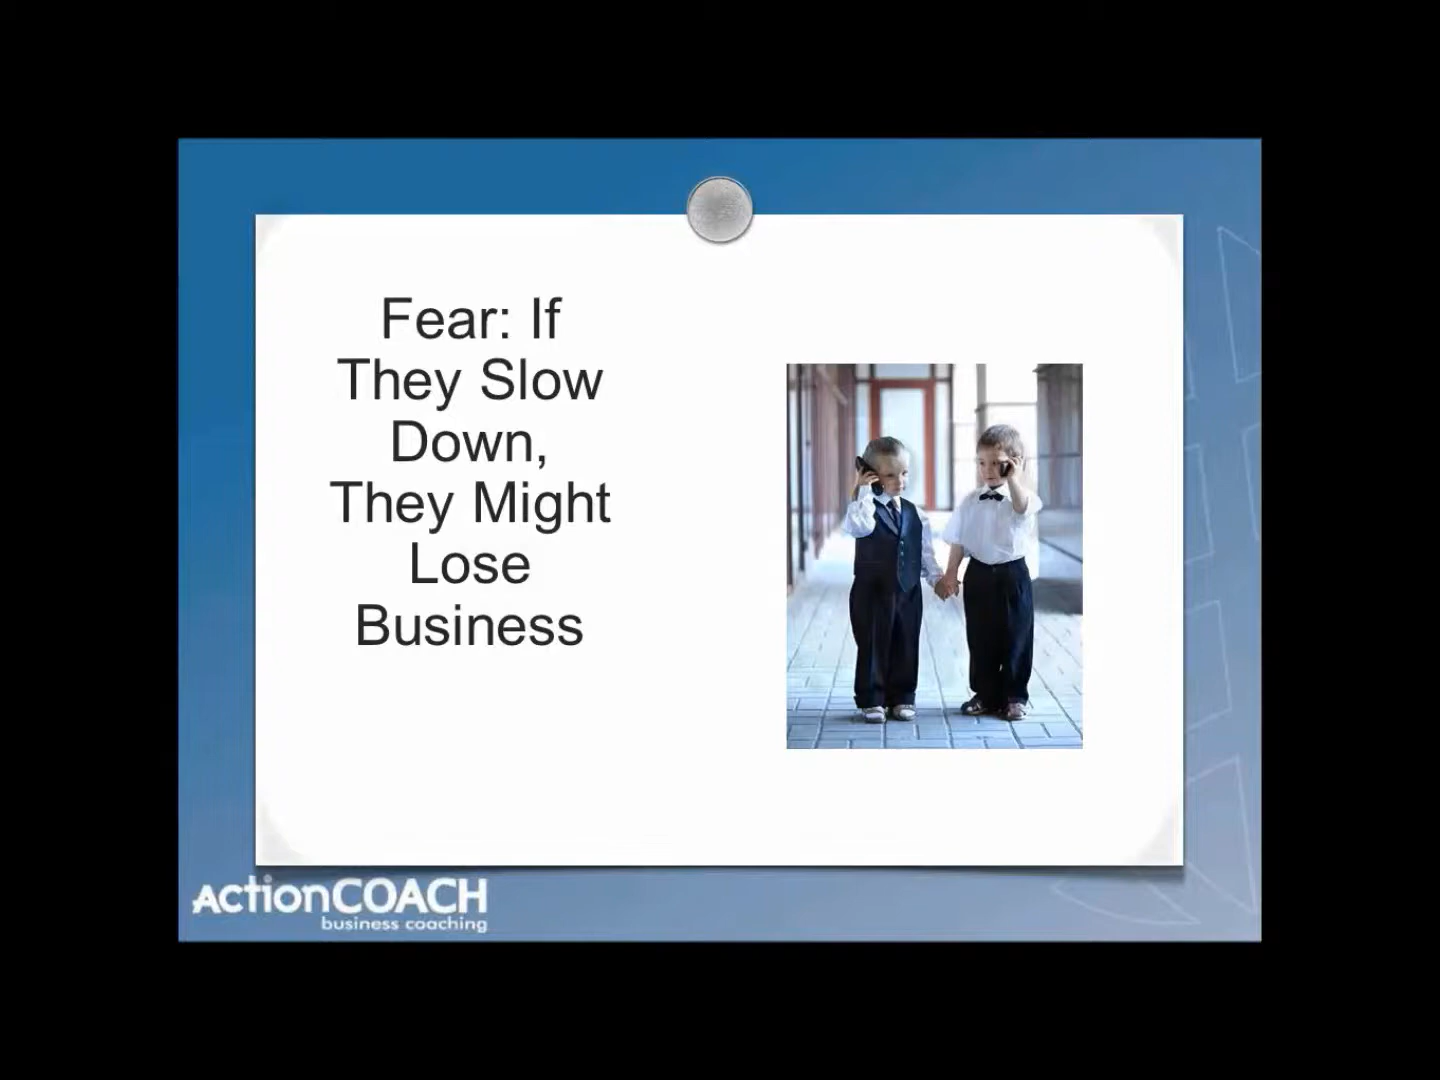 Fear: If
They Slow
Down,
They Might
Lose
Business
actionCOACH
business coaching